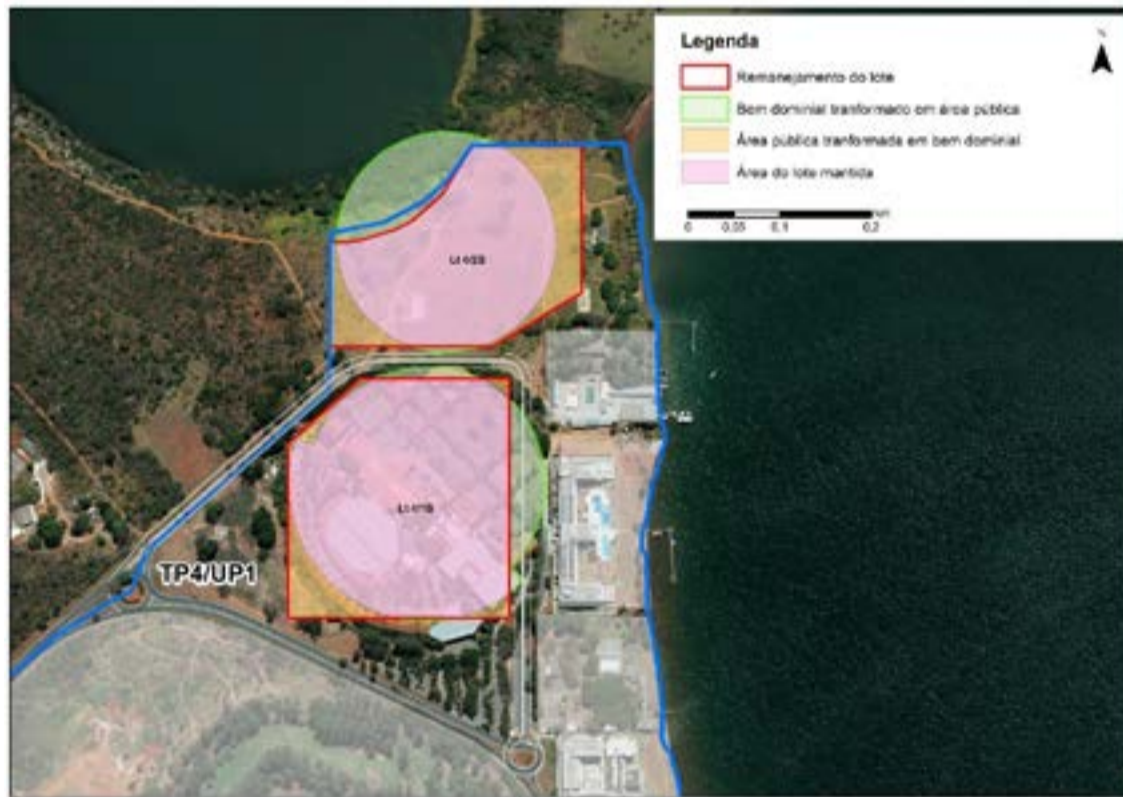 Legenda
Remanejamento do lote
Bem dominial tranformado em área pública
Área pública tranformada em bem dominial
Área do lote mantida
0 0.05 0.1 0.2
TP4/UP1